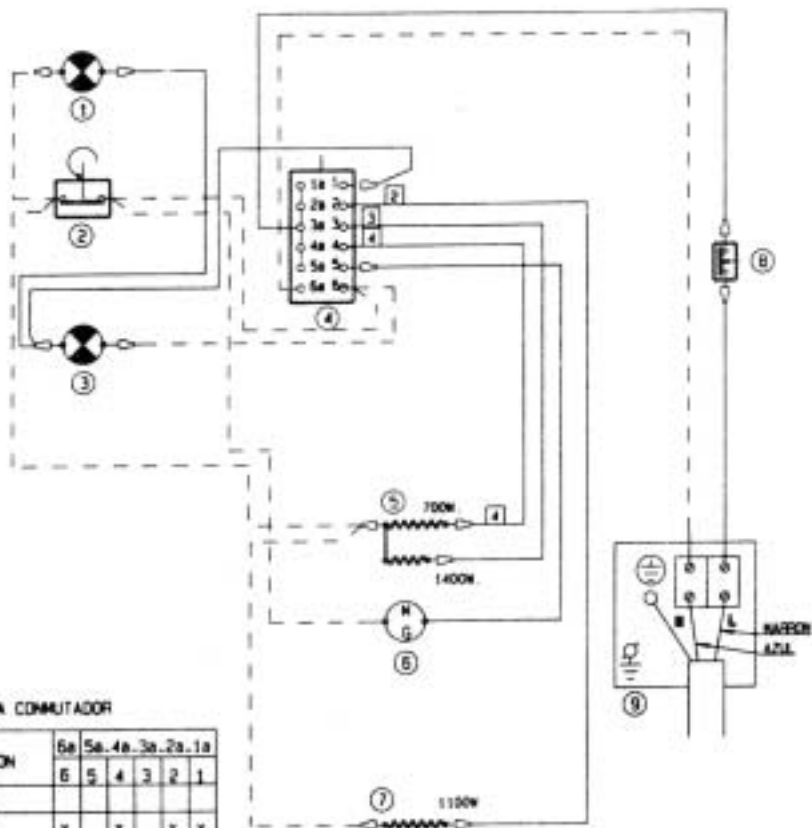 1
2
3
1a 1
2a 2
3a 3
4a 4
5a 5
6a 6
4
2
3
4
8
5
700W.
4
1400W.
M
G
6
N
L
MARRON
AZUL
9
7
1100W
A CONMUTADOR
ON
6a 5a.4a.3a.2a.1a
6 5 4 3 2 1
x x x x